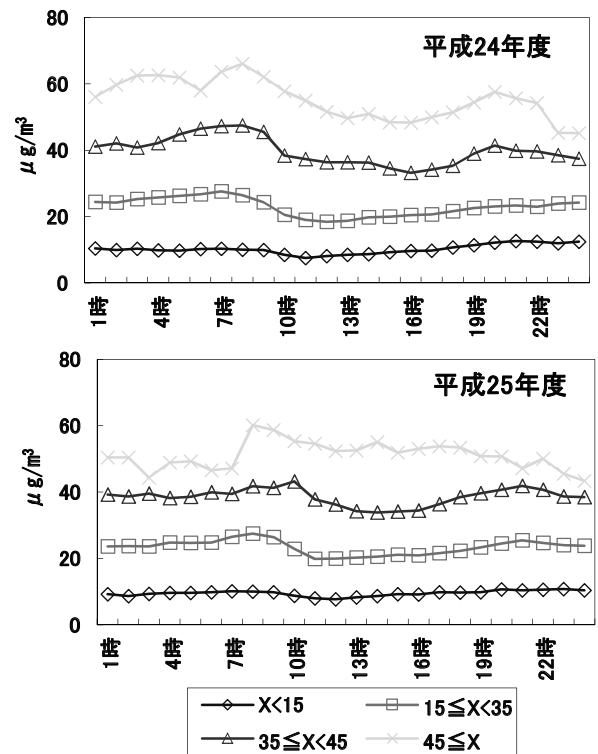 平成24年度
μg/m³
80
60
40
20
0
1時
4時
7時
10時
13時
16時
19時
22時
平成25年度
μg/m³
80
60
40
20
0
1時
4時
7時
10時
13時
16時
19時
22時
X<15
15≦X<35
35≦X<45
45≦X